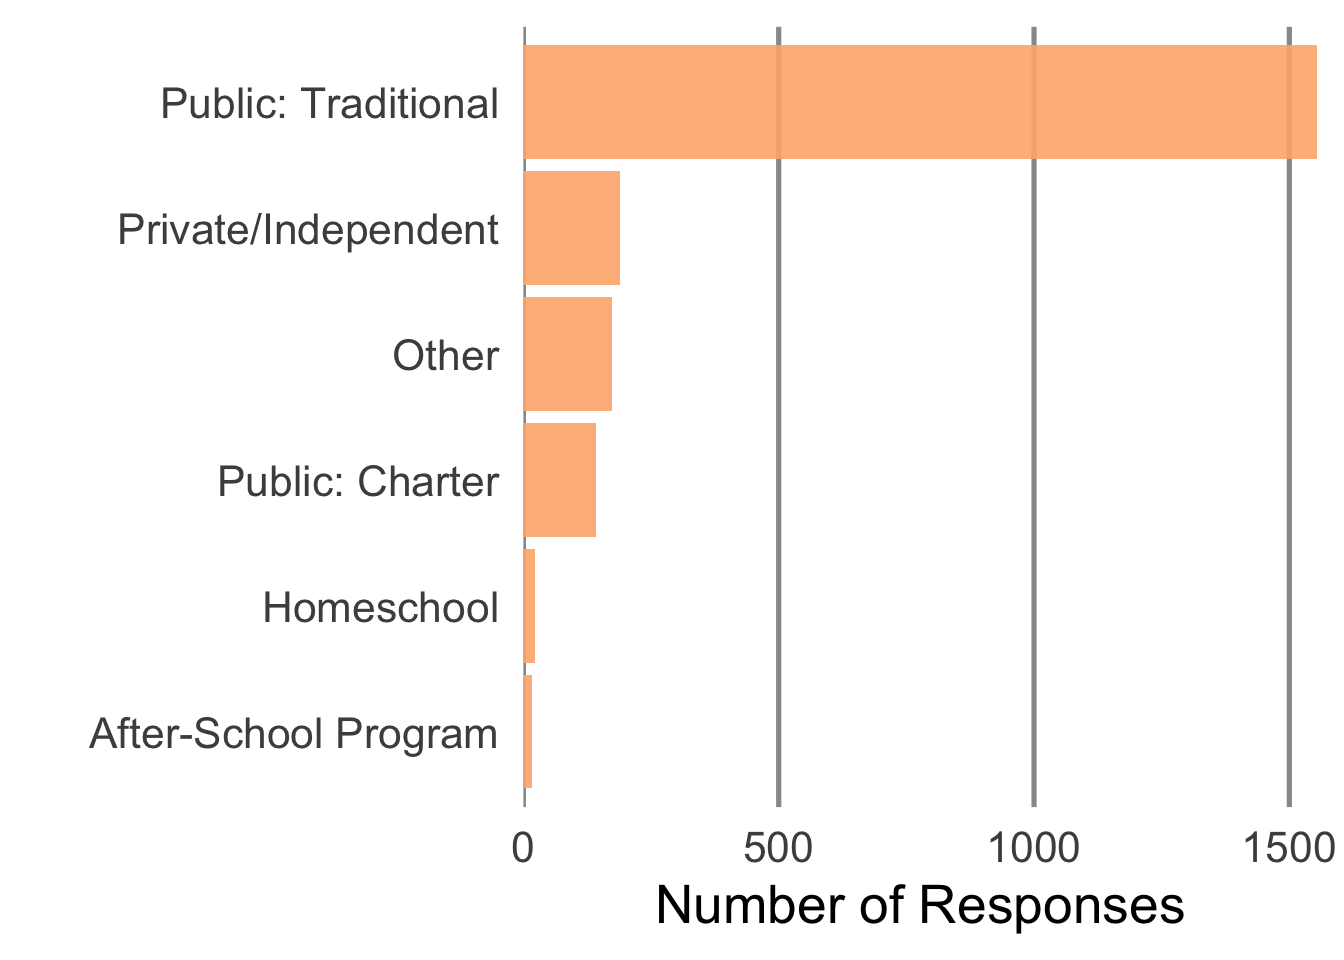 Public: Traditional
Private/Independent
Other
Public: Charter
Homeschool
After-School Program
0 500 1000 1500
Number of Responses